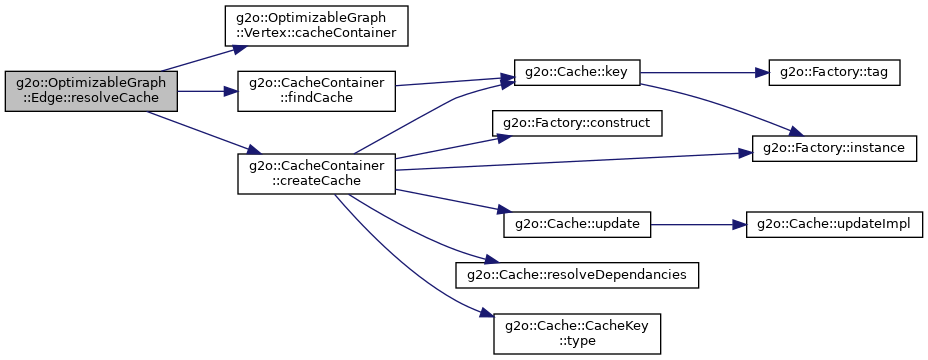 g2o::OptimizableGraph
::Edge::resolveCache
g2o::OptimizableGraph
::Vertex::cacheContainer
g2o::CacheContainer
::findCache
g2o::CacheContainer
::createCache
g2o::Cache::key
g2o::Factory::construct
g2o::Cache::update
g2o::Cache::resolveDependancies
g2o::Cache::CacheKey
::type
g2o::Factory::tag
g2o::Factory::instance
g2o::Cache::updateImpl